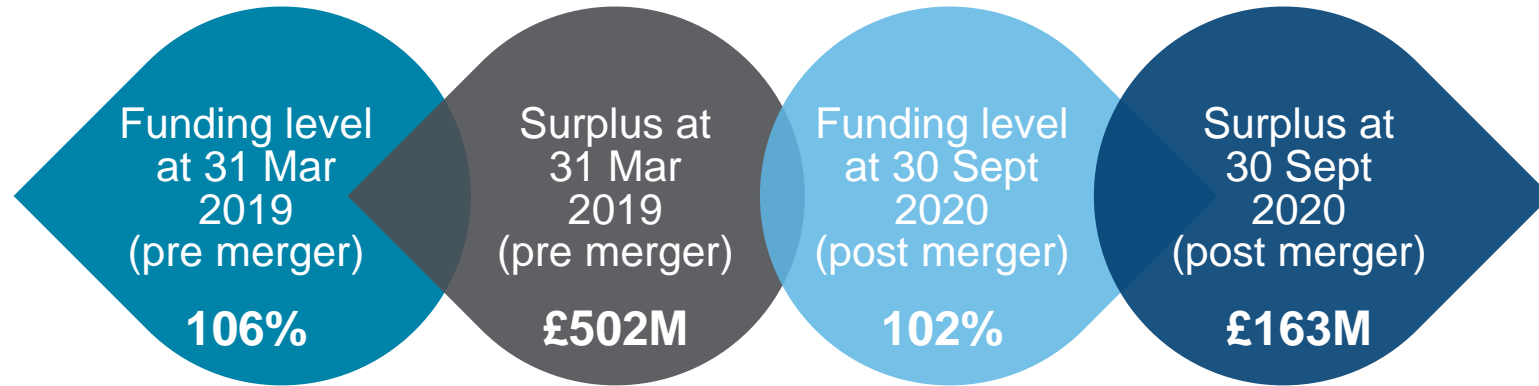 Funding level
at 31 Mar
2019
(pre merger)
106%
Surplus at
31 Mar
2019
(pre merger)
£502M
Funding level
at 30 Sept
2020
(post merger)
102%
Surplus at
30 Sept
2020
(post merger)
£163M